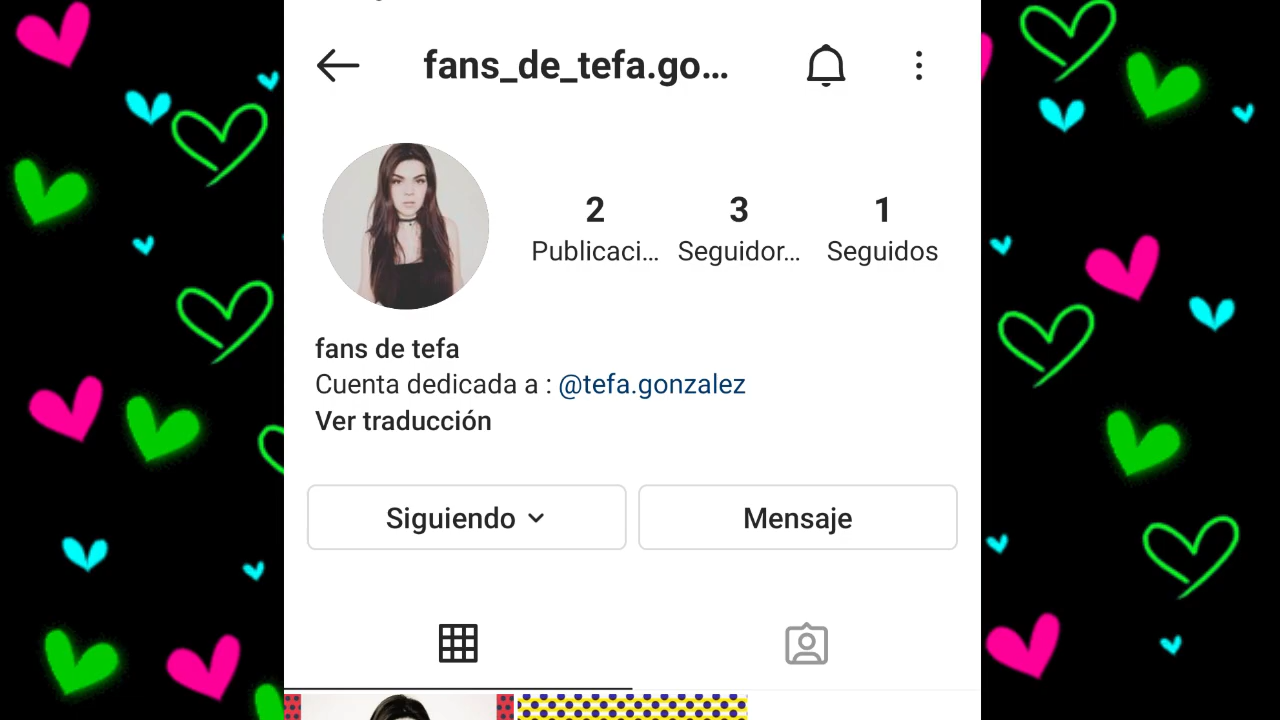 fans_de_tefa.go...
2 3 1
Publicaci... Seguidor... Seguidos
fans de tefa
Cuenta dedicada a : @tefa.gonzalez
Ver traducción
Siguiendo Mensaje